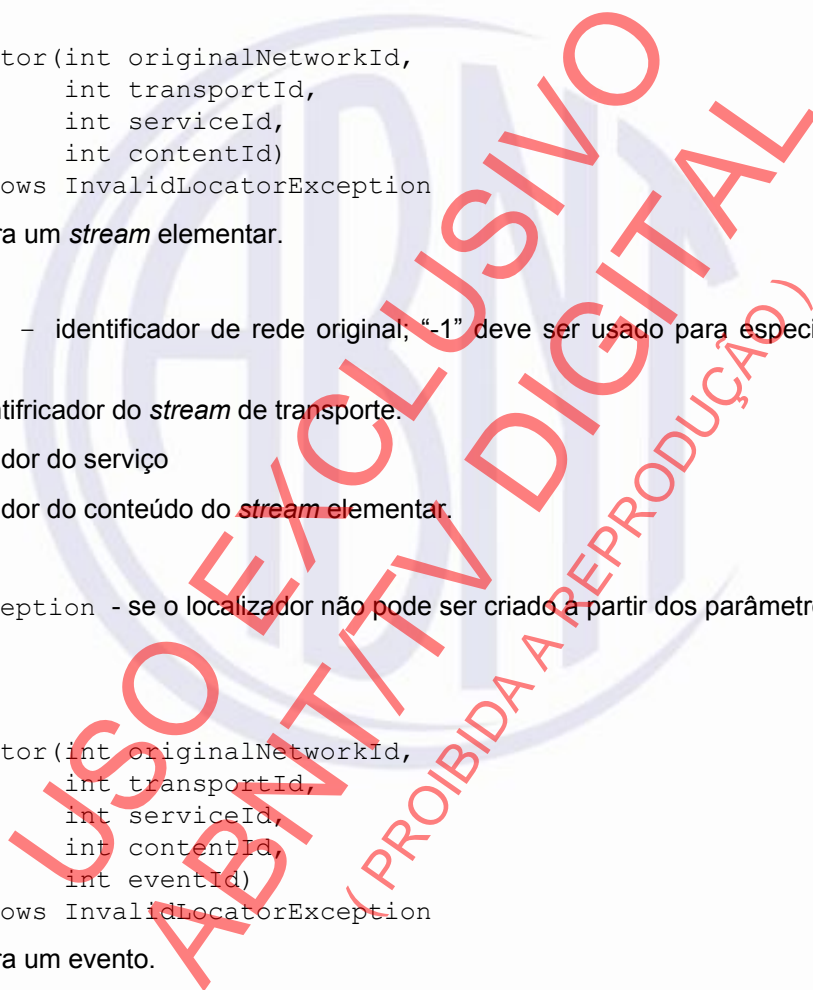 tor(int originalNetworkId,
int transportId,
int serviceId,
int contentId)
ows InvalidLocatorException
ra um stream elementar.
– identificador de rede original; “-1” deve ser usado para especi
ntifricador do stream de transporte.
dor do serviço
dor do conteúdo do stream elementar.
eption - se o localizador não pode ser criado a partir dos parâmetro
tor(int originalNetworkId,
int transportId,
int serviceId,
int contentId,
int eventId)
ows InvalidLocatorException
ra um evento.
USO EXCLUSIVO
ABNT/TV DIGITAL
( PROIBIDA A REPRODUÇÃO )
ABNT